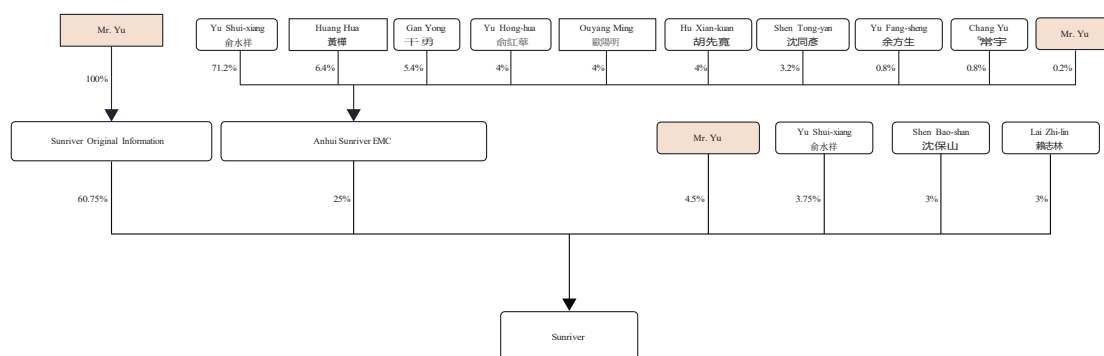 Mr. Yu
Yu Shui-xiang
俞水祥
Huang Hua
黃樺
Gan Yong
干勇
Yu Hong-hua
俞紅華
Ouyang Ming
歐陽明
Hu Xian-kuan
胡先寬
Shen Tong-yan
沈同彥
Yu Fang-sheng
余方生
Chang Yu
常宇
Mr. Yu
100%
71.2%
6.4%
5.4%
4%
4%
4%
3.2%
0.8%
0.8%
0.2%
Sunriver Original Information
Anhui Sunriver EMC
Mr. Yu
Yu Shui-xiang
俞水祥
Shen Bao-shan
沈保山
Lai Zhi-lin
賴志林
60.75%
25%
4.5%
3.75%
3%
3%
Sunriver